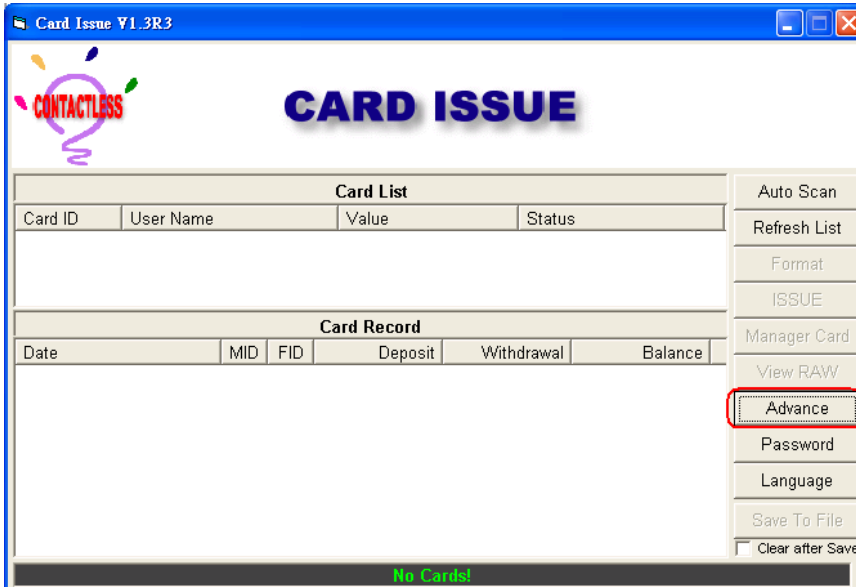 Card Issue V1.3R3
CONTACTLESS
CARD ISSUE
Card List
Card ID User Name Value Status
Card Record
Date MID FID Deposit Withdrawal Balance
Auto Scan
Refresh List
Format
ISSUE
Manager Card
View RAW
Advance
Password
Language
Save To File
Clear after Save
No Cards!